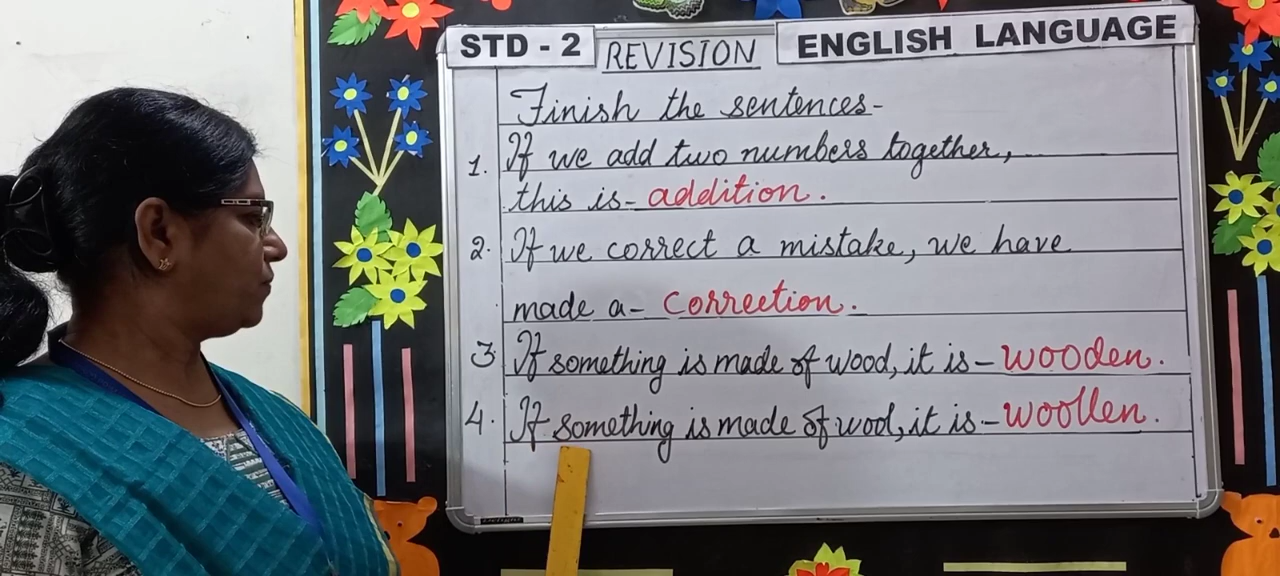 STD - 2 REVISION ENGLISH LANGUAGE
Finish the sentences-
1. If we add two numbers together,
this is- addition.
2. If we correct a mistake, we have
made a- correction.
3. If something is made of wood, it is - wooden.
4. If something is made of wool, it is - woollen.